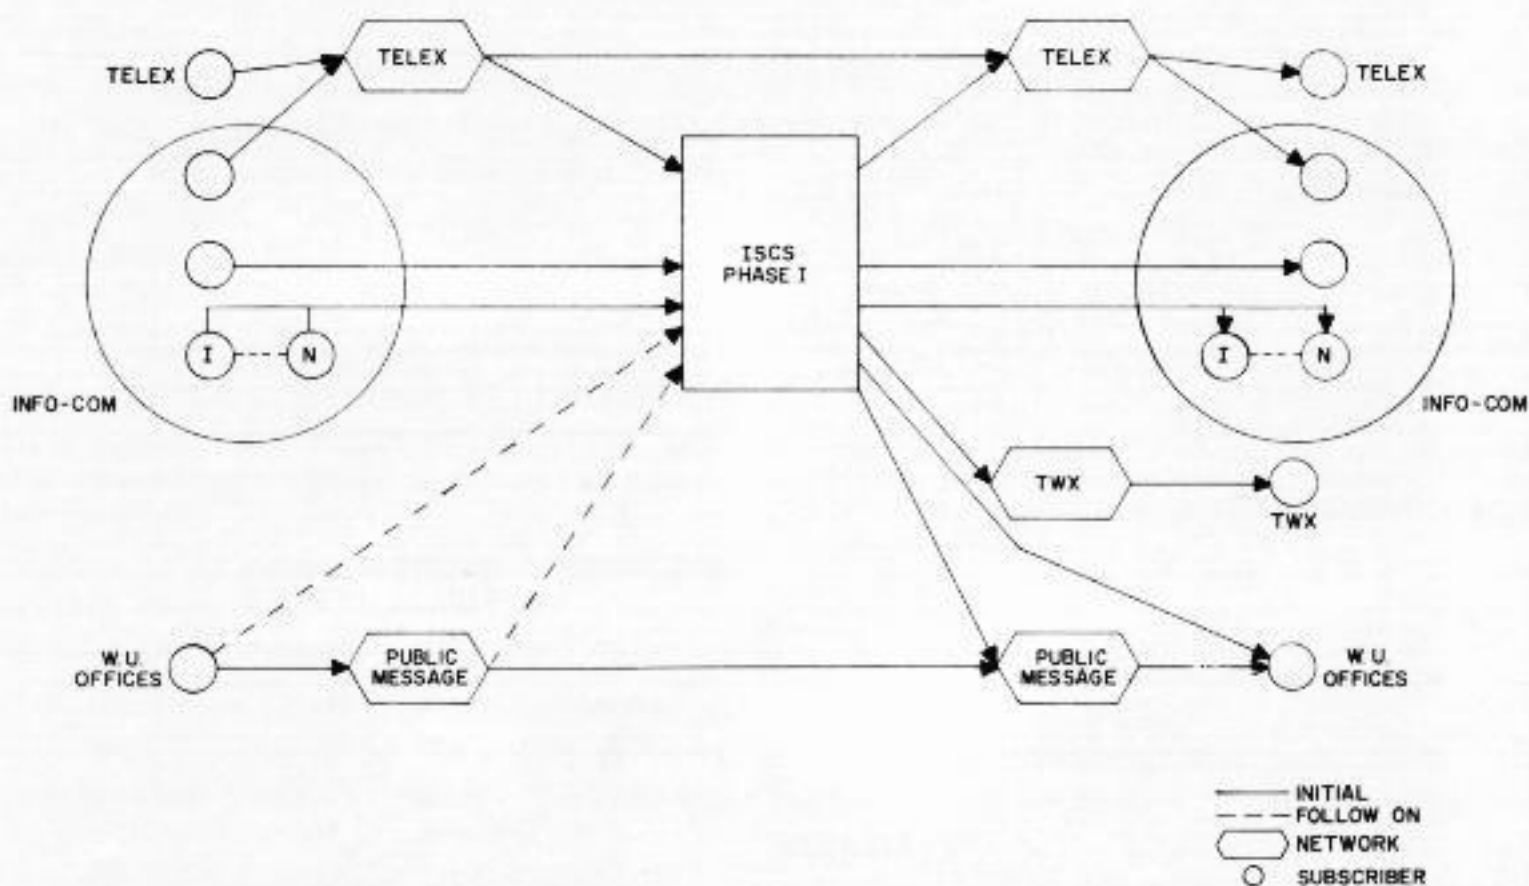 TELEX
TELEX
TELEX
TELEX
ISCS
PHASE I
I
N
I
N
INFO-COM
INFO-COM
TWX
TWX
W. U.
OFFICES
PUBLIC
MESSAGE
PUBLIC
MESSAGE
W. U.
OFFICES
INITIAL
FOLLOW ON
NETWORK
SUBSCRIBER